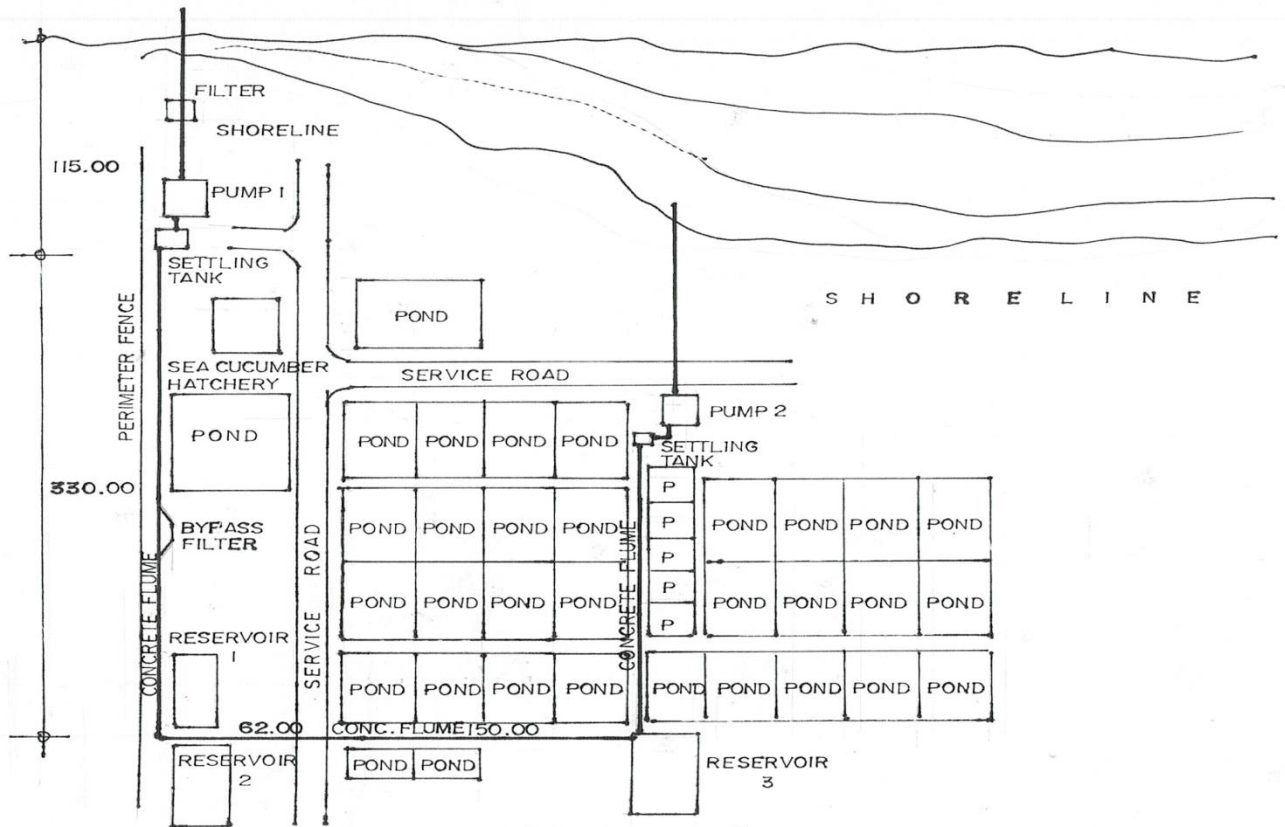 FILTER
SHORELINE
115.00
PUMP 1
SETTLING
TANK
PERIMETER FENCE
POND
S H O R E L I N E
SEA CUCUMBER
HATCHERY
SERVICE ROAD
PUMP 2
POND
POND POND POND POND
SETTLING
TANK
330.00
P
BYPASS
FILTER
POND POND POND POND
P
POND POND POND POND
CONCRETE FLUME
SERVICE ROAD
CONCRETE FLUME
P
POND POND POND POND
P
POND POND POND POND
P
RESERVOIR
1
POND POND POND POND
POND POND POND POND POND
62.00 CONC. FLUME 150.00
RESERVOIR
2
POND POND
RESERVOIR
3